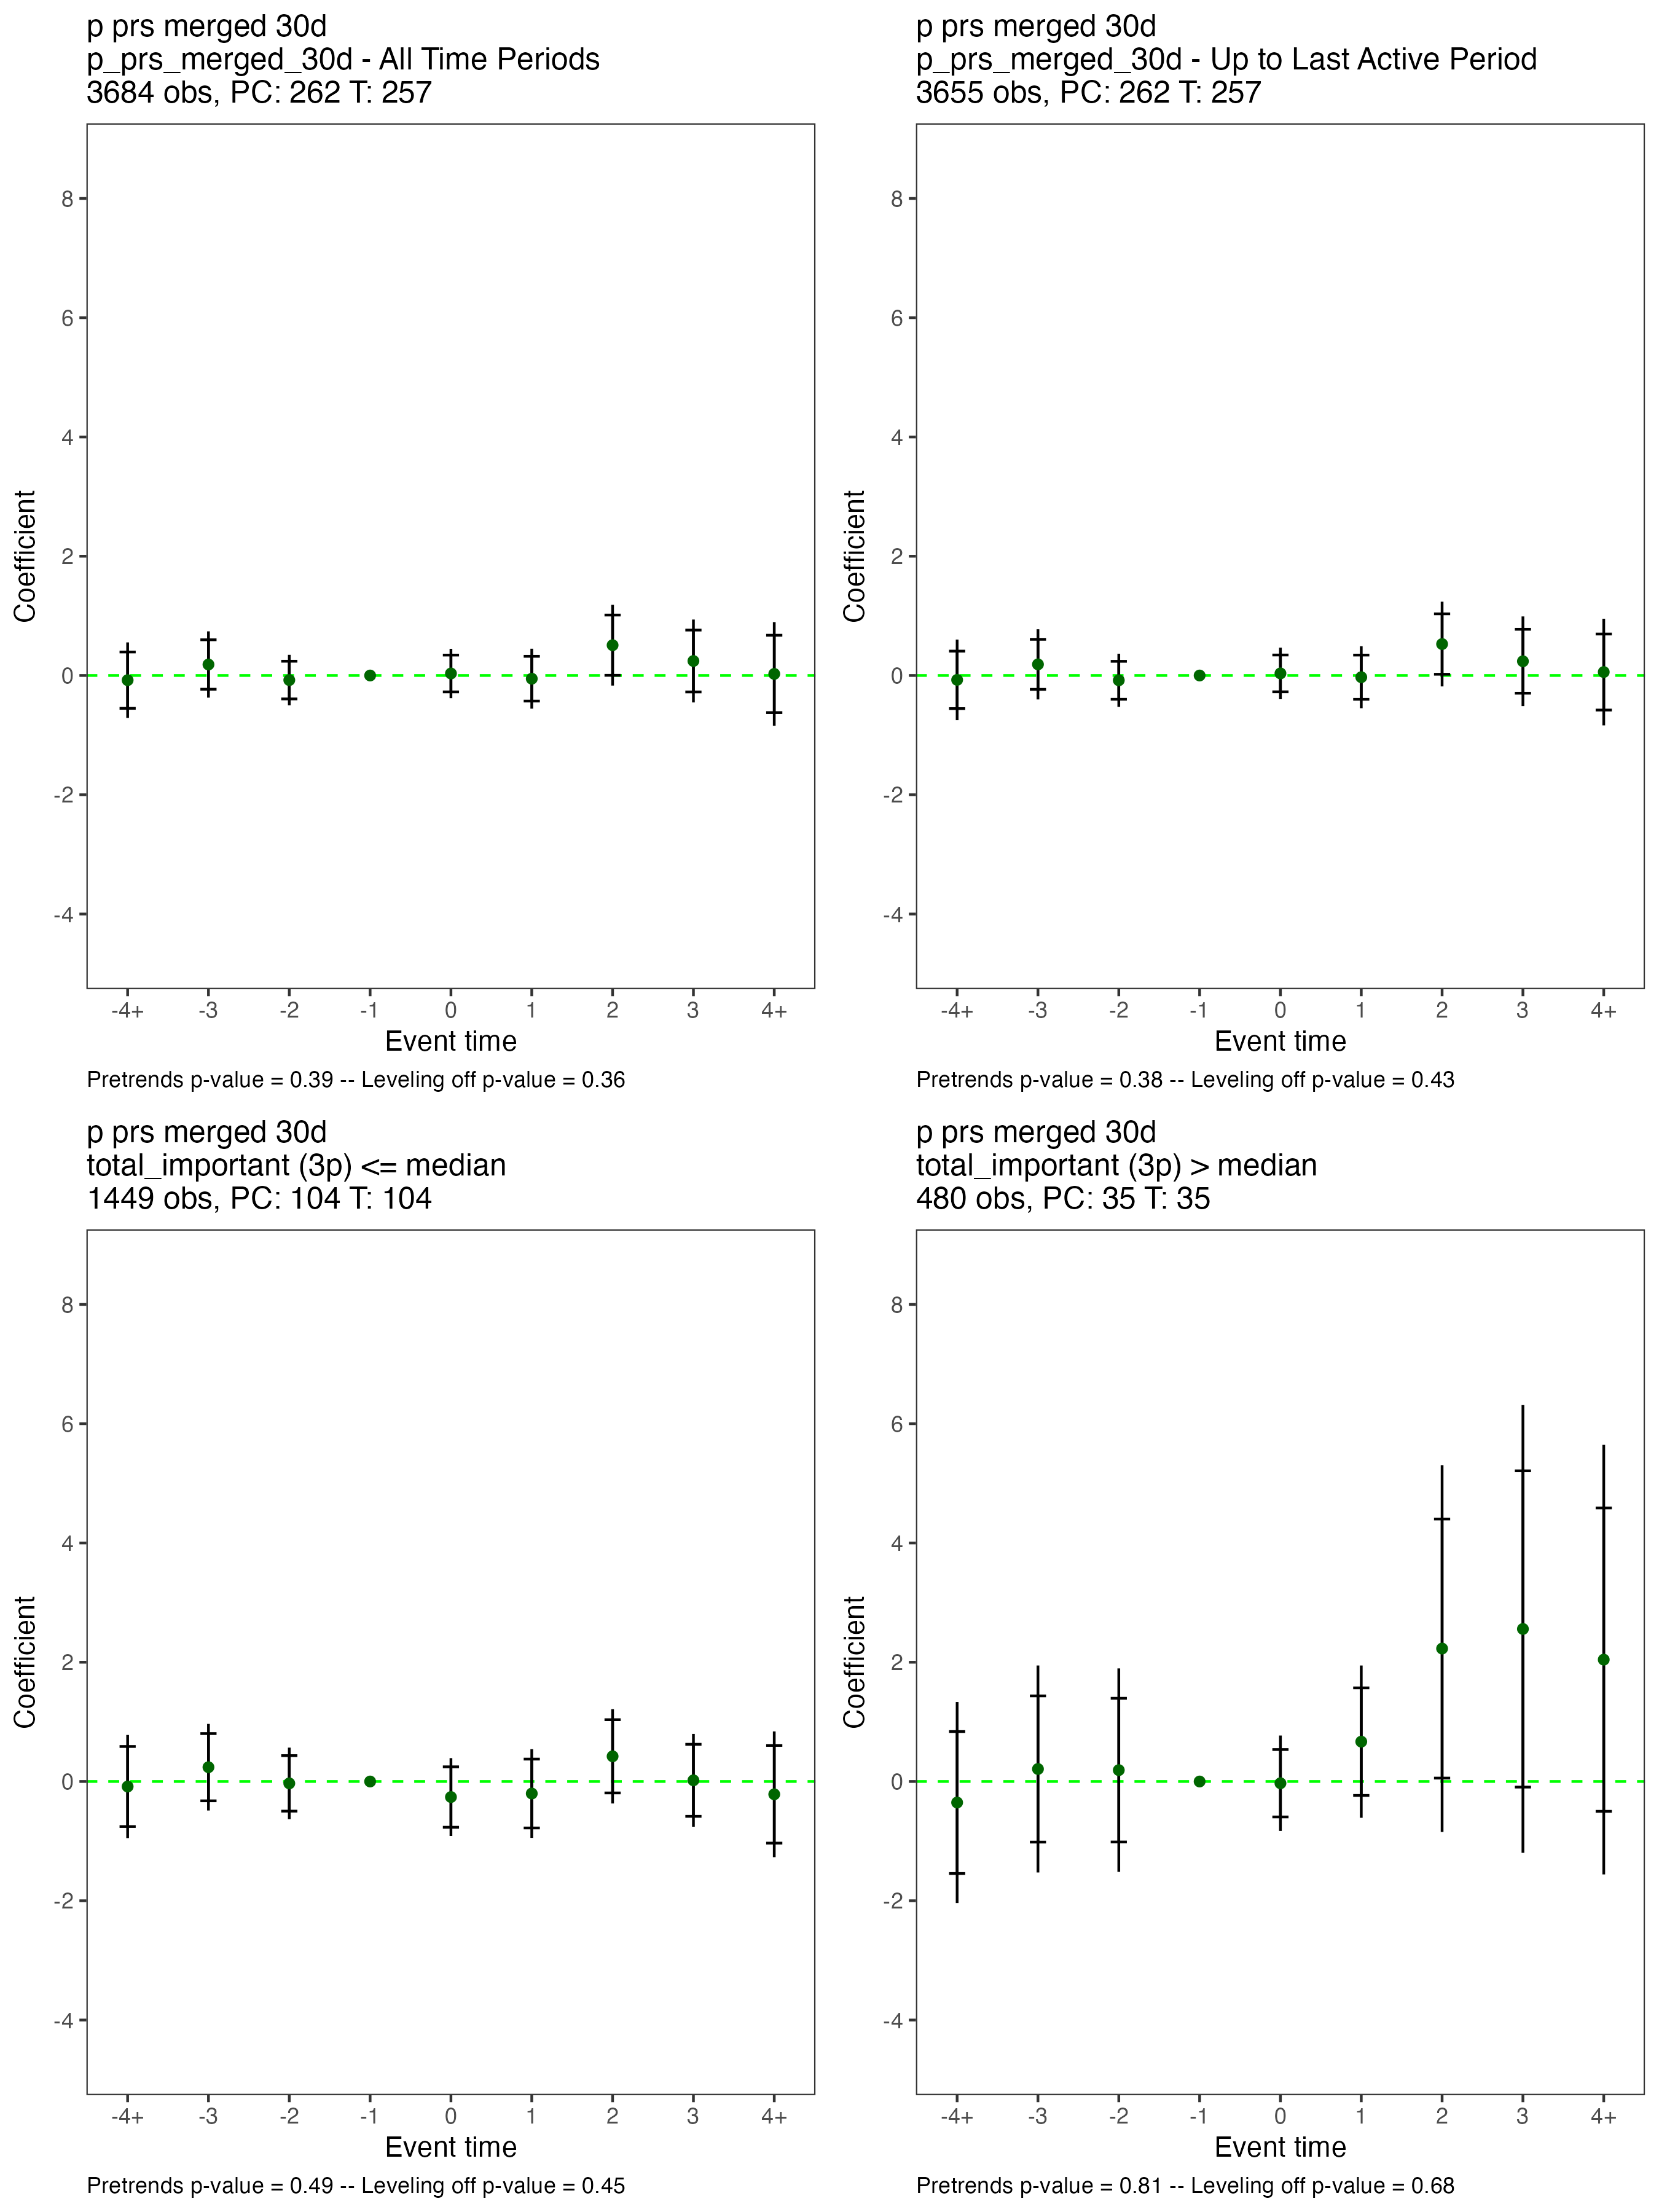 p prs merged 30d
p_prs_merged_30d - All Time Periods
3684 obs, PC: 262 T: 257
Coefficient
8
6
4
2
0
-2
-4
-4+ -3 -2 -1 0 1 2 3 4+
Event time
Pretrends p-value = 0.39 -- Leveling off p-value = 0.36
p prs merged 30d
p_prs_merged_30d - Up to Last Active Period
3655 obs, PC: 262 T: 257
Coefficient
8
6
4
2
0
-2
-4
-4+ -3 -2 -1 0 1 2 3 4+
Event time
Pretrends p-value = 0.38 -- Leveling off p-value = 0.43
p prs merged 30d
total_important (3p) <= median
1449 obs, PC: 104 T: 104
Coefficient
8
6
4
2
0
-2
-4
-4+ -3 -2 -1 0 1 2 3 4+
Event time
Pretrends p-value = 0.49 -- Leveling off p-value = 0.45
p prs merged 30d
total_important (3p) > median
480 obs, PC: 35 T: 35
Coefficient
8
6
4
2
0
-2
-4
-4+ -3 -2 -1 0 1 2 3 4+
Event time
Pretrends p-value = 0.81 -- Leveling off p-value = 0.68